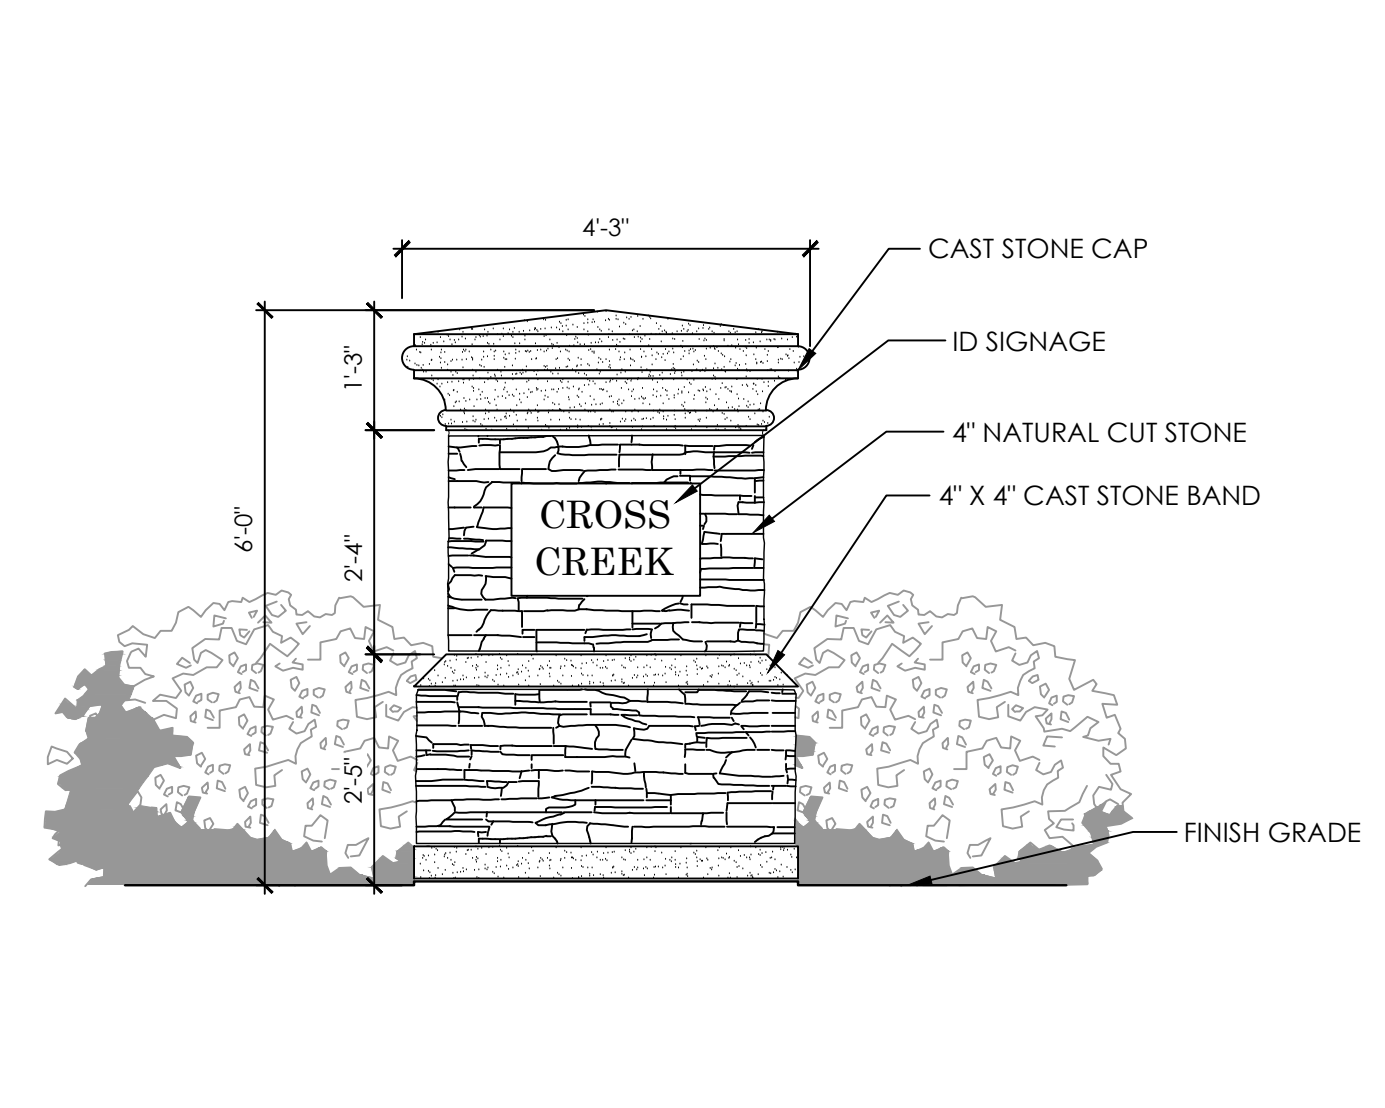 4'-3"
CAST STONE CAP
ID SIGNAGE
1'-3"
4" NATURAL CUT STONE
4" X 4" CAST STONE BAND
CROSS
CREEK
6'-0"
2'-4"
2'-5"
FINISH GRADE